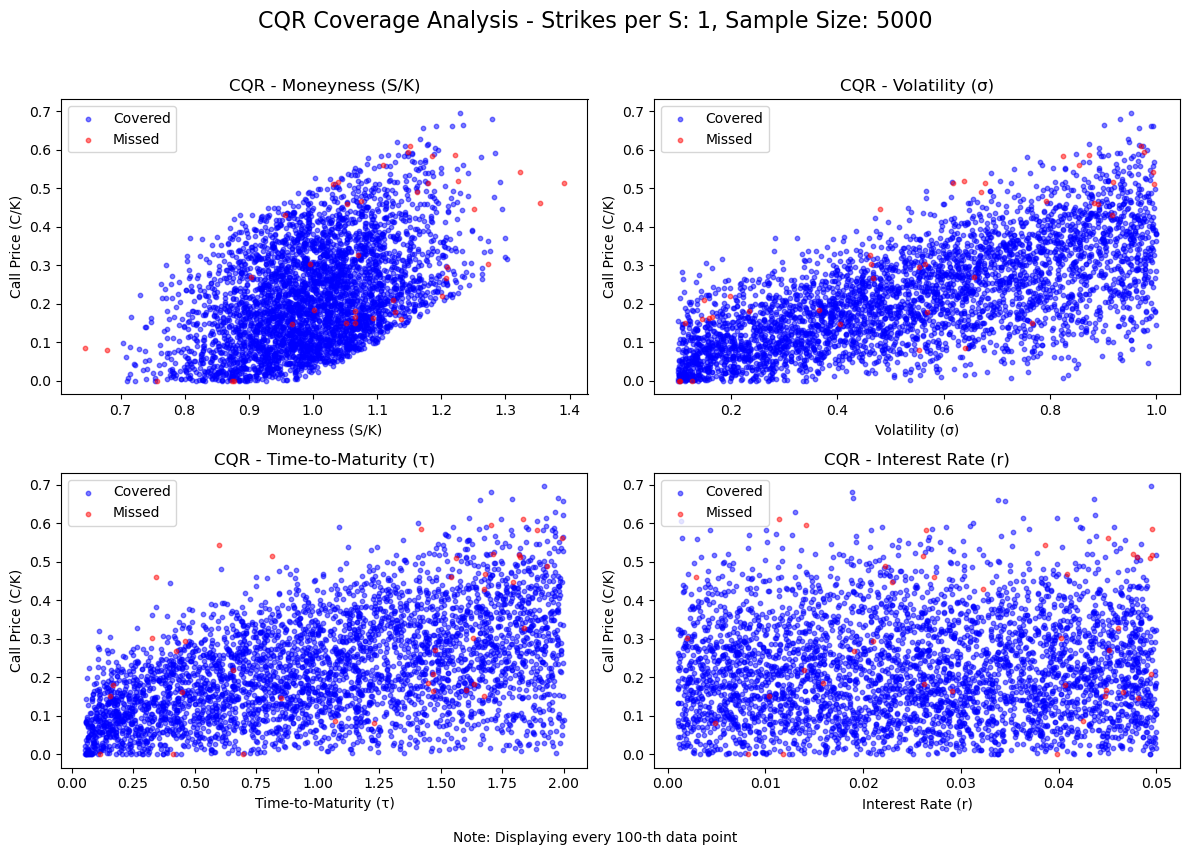 CQR Coverage Analysis - Strikes per S: 1, Sample Size: 5000
CQR - Moneyness (S/K)
Covered
Missed
Call Price (C/K)
0.7
0.6
0.5
0.4
0.3
0.2
0.1
0.0
0.7 0.8 0.9 1.0 1.1 1.2 1.3 1.4
Moneyness (S/K)
CQR - Volatility (σ)
Covered
Missed
Call Price (C/K)
0.7
0.6
0.5
0.4
0.3
0.2
0.1
0.0
0.2 0.4 0.6 0.8 1.0
Volatility (σ)
CQR - Time-to-Maturity (τ)
Covered
Missed
Call Price (C/K)
0.7
0.6
0.5
0.4
0.3
0.2
0.1
0.0
0.00 0.25 0.50 0.75 1.00 1.25 1.50 1.75 2.00
Time-to-Maturity (τ)
CQR - Interest Rate (r)
Covered
Missed
Call Price (C/K)
0.7
0.6
0.5
0.4
0.3
0.2
0.1
0.0
0.00 0.01 0.02 0.03 0.04 0.05
Interest Rate (r)
Note: Displaying every 100-th data point